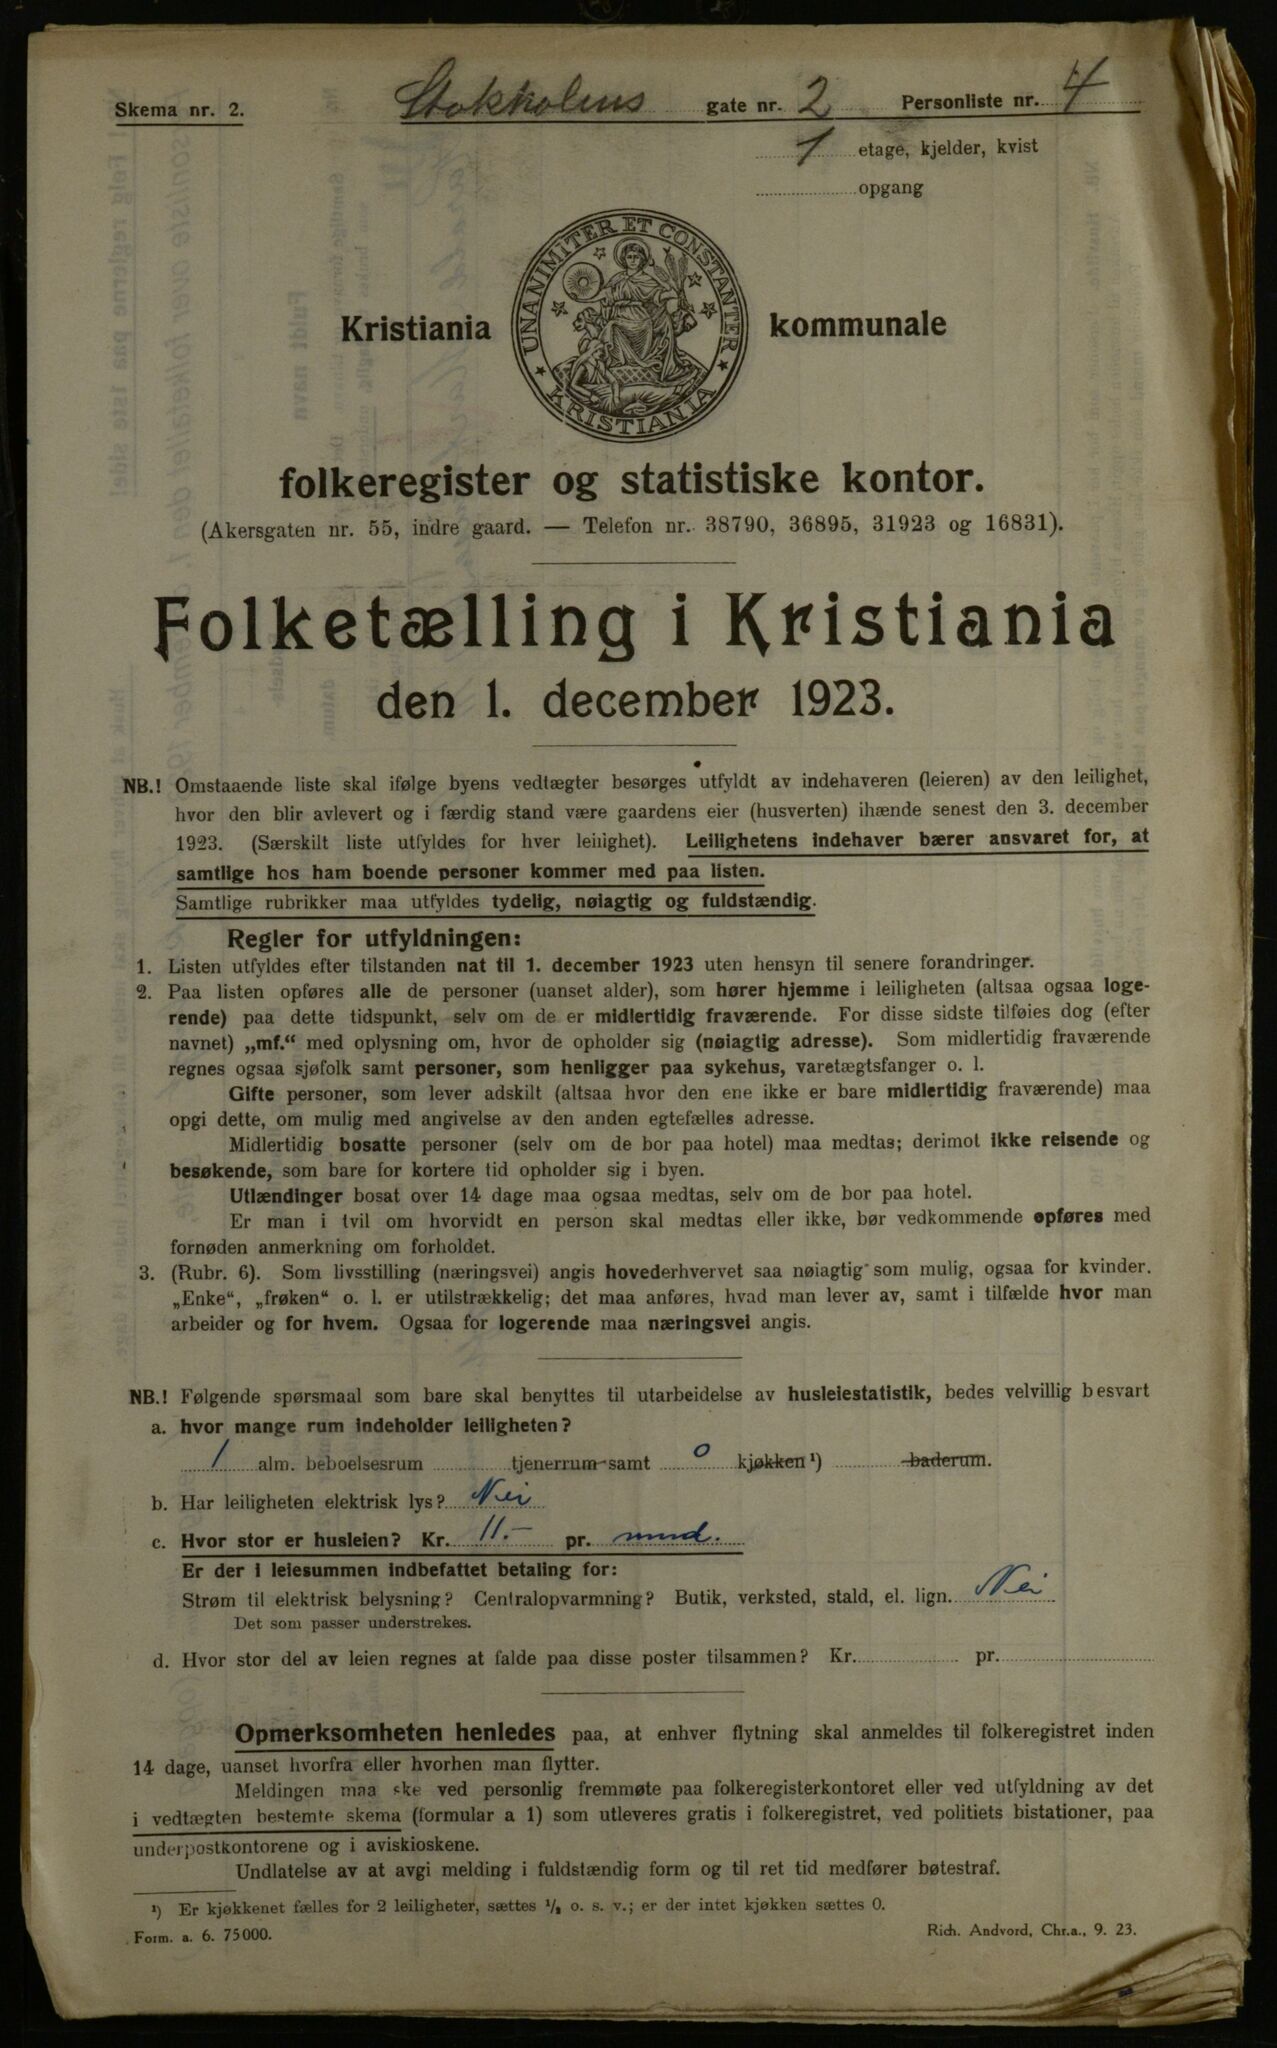 Skema nr. 2. Stokholms gate nr. 2 Personliste nr. 4
1 etage, kjelder, kvist
opgang
UNANIMITER ET CONSTANTER
KRISTIANIA
Kristiania kommunale
folkeregister og statistiske kontor.
(Akersgaten nr. 55, indre gaard. — Telefon nr. 38790, 36895, 31923 og 16831).
Folketælling i Kristiania
den 1. december 1923.
NB.! Omstaaende liste skal ifølge byens vedtægter besørges utfyldt av indehaveren (leieren) av den leilighet,
hvor den blir avlevert og i færdig stand være gaardens eier (husverten) ihænde senest den 3. december
1923. (Særskilt liste utfyldes for hver leilighet). Leilighetens indehaver bærer ansvaret for, at
samtlige hos ham boende personer kommer med paa listen.
Samtlige rubrikker maa utfyldes tydelig, nøiagtig og fuldstændig.
Regler for utfyldningen:
1. Listen utfyldes efter tilstanden nat til 1. december 1923 uten hensyn til senere forandringer.
2. Paa listen opføres alle de personer (uanset alder), som hører hjemme i leiligheten (altsaa ogsaa loge-
rende) paa dette tidspunkt, selv om de er midlertidig fraværende. For disse sidste tilføies dog (efter
navnet) „mf.“ med oplysning om, hvor de opholder sig (nøiagtig adresse). Som midlertidig fraværende
regnes ogsaa sjøfolk samt personer, som henligger paa sykehus, varetægtsfanger o. l.
Gifte personer, som lever adskilt (altsaa hvor den ene ikke er bare midlertidig fraværende) maa
opgi dette, om mulig med angivelse av den anden egtefælles adresse.
Midlertidig bosatte personer (selv om de bor paa hotel) maa medtas; derimot ikke reisende og
besøkende, som bare for kortere tid opholder sig i byen.
Utlændinger bosat over 14 dage maa ogsaa medtas, selv om de bor paa hotel.
Er man i tvil om hvorvidt en person skal medtas eller ikke, bør vedkommende opføres med
fornøden anmerkning om forholdet.
3. (Rubr. 6). Som livsstilling (næringsvei) angis hovederhvervet saa nøiagtig som mulig, ogsaa for kvinder.
„Enke“, „frøken“ o. l. er utilstrækkelig; det maa anføres, hvad man lever av, samt i tilfælde hvor man
arbeider og for hvem. Ogsaa for logerende maa næringsvei angis.
NB.! Følgende spørsmaal som bare skal benyttes til utarbeidelse av husleiestatistik, bedes velvillig besvart
a. hvor mange rum indeholder leiligheten?
1 alm. beboelsesrum tjenerrum samt 0 kjøkken ¹) baderum.
b. Har leiligheten elektrisk lys? Nei
c. Hvor stor er husleien? Kr. 11.- pr. mnd.
Er der i leiesummen indbefattet betaling for:
Strøm til elektrisk belysning? Centralopvarmning? Butik, verksted, stald, el. lign. Nei
Det som passer understrekes.
d. Hvor stor del av leien regnes at falde paa disse poster tilsammen? Kr. pr.
Opmerksomheten henledes paa, at enhver flytning skal anmeldes til folkeregistret inden
14 dage, uanset hvorfra eller hvorhen man flytter.
Meldingen maa ske ved personlig fremmøte paa folkeregisterkontoret eller ved utfyldning av det
i vedtægten bestemte skema (formular a 1) som utleveres gratis i folkeregistret, ved politiets bistationer, paa
underpostkontorene og i aviskioskene.
Undlatelse av at avgi melding i fuldstændig form og til ret tid medfører bøtestraf.
¹) Er kjøkkenet fælles for 2 leiligheter, sættes ¹/₂ o. s. v.; er der intet kjøkken sættes 0.
Form. a. 6. 75000. Rich. Andvord, Chr.a., 9. 23.